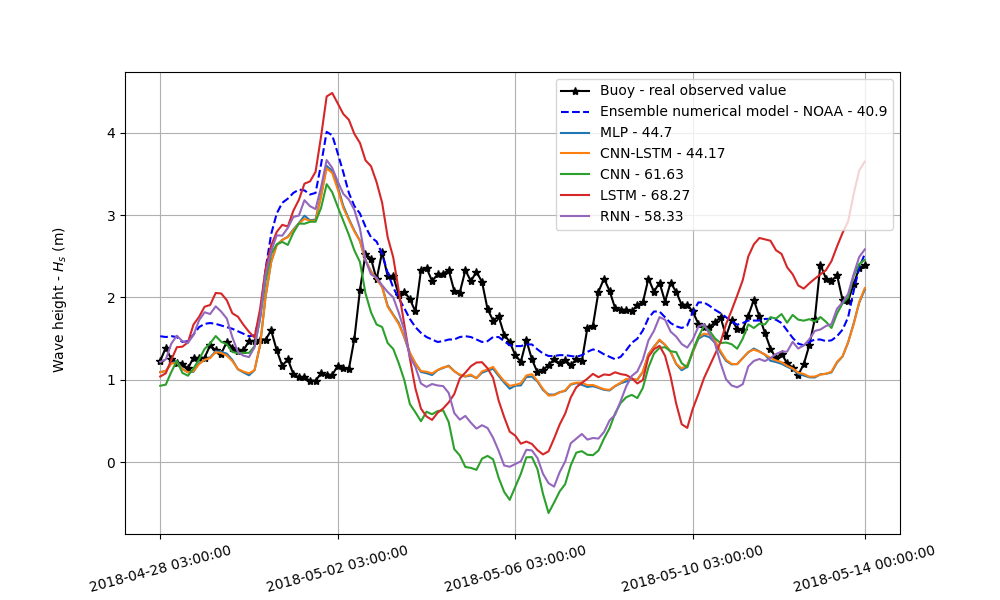 Buoy - real observed value
Ensemble numerical model - NOAA - 40.9
MLP - 44.7
CNN-LSTM - 44.17
CNN - 61.63
LSTM - 68.27
RNN - 58.33
Wave height - Hs (m)
4
3
2
1
0
2018-04-28 03:00:00
2018-05-02 03:00:00
2018-05-06 03:00:00
2018-05-10 03:00:00
2018-05-14 00:00:00